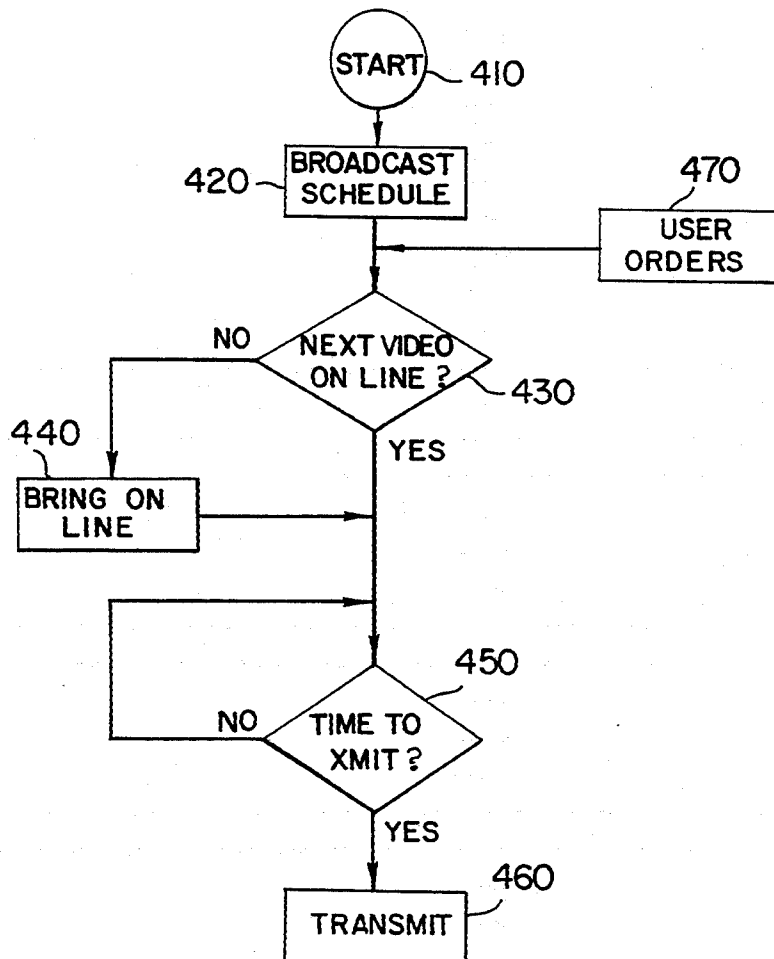 START
410
BROADCAST
SCHEDULE
420
470
USER
ORDERS
NO
NEXT VIDEO
ON LINE?
430
YES
440
BRING ON
LINE
450
NO
TIME TO
XMIT?
YES
460
TRANSMIT